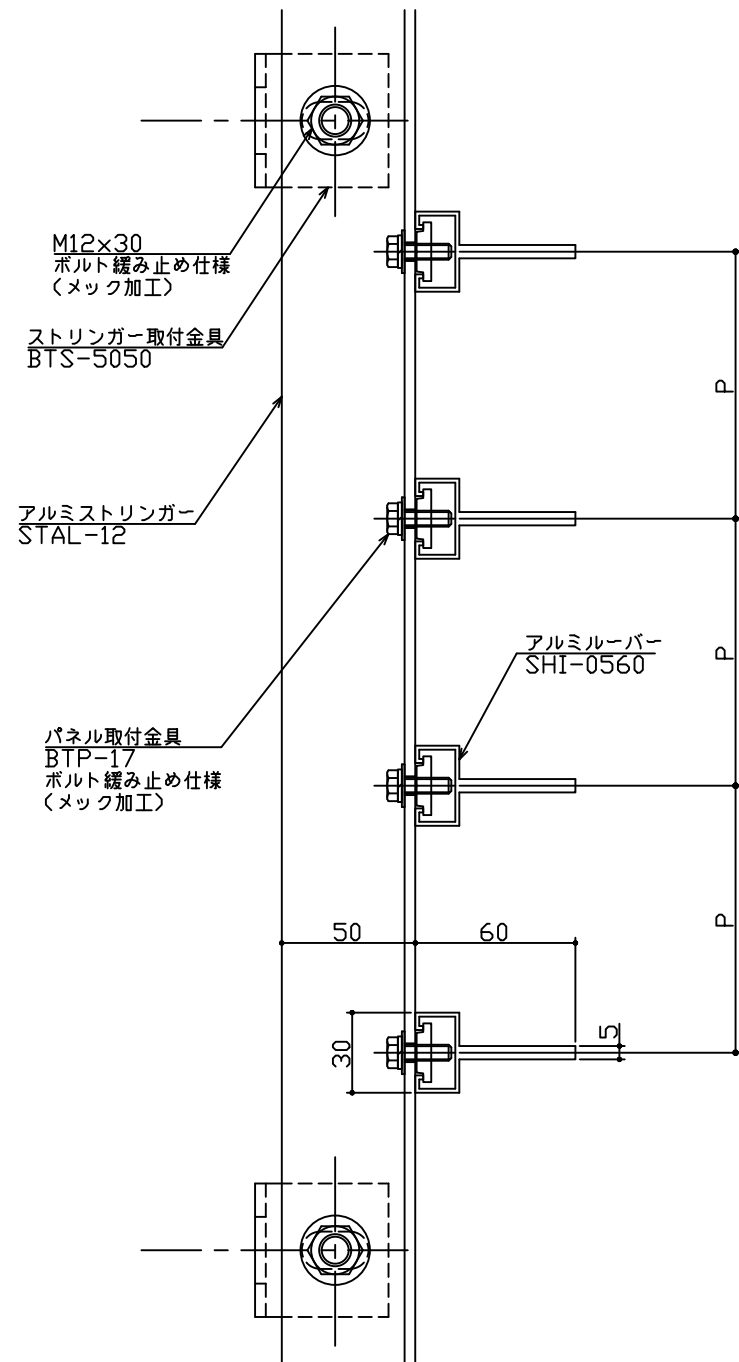 M12×30
ボルト緩み止め仕様
(メック加工)
ストリンガー取付金具
BTS-5050
P
アルミストリンガー
STAL-12
アルミルーバー
SHI-0560
P
パネル取付金具
BTP-17
ボルト緩み止め仕様
(メック加工)
50
60
P
30
5